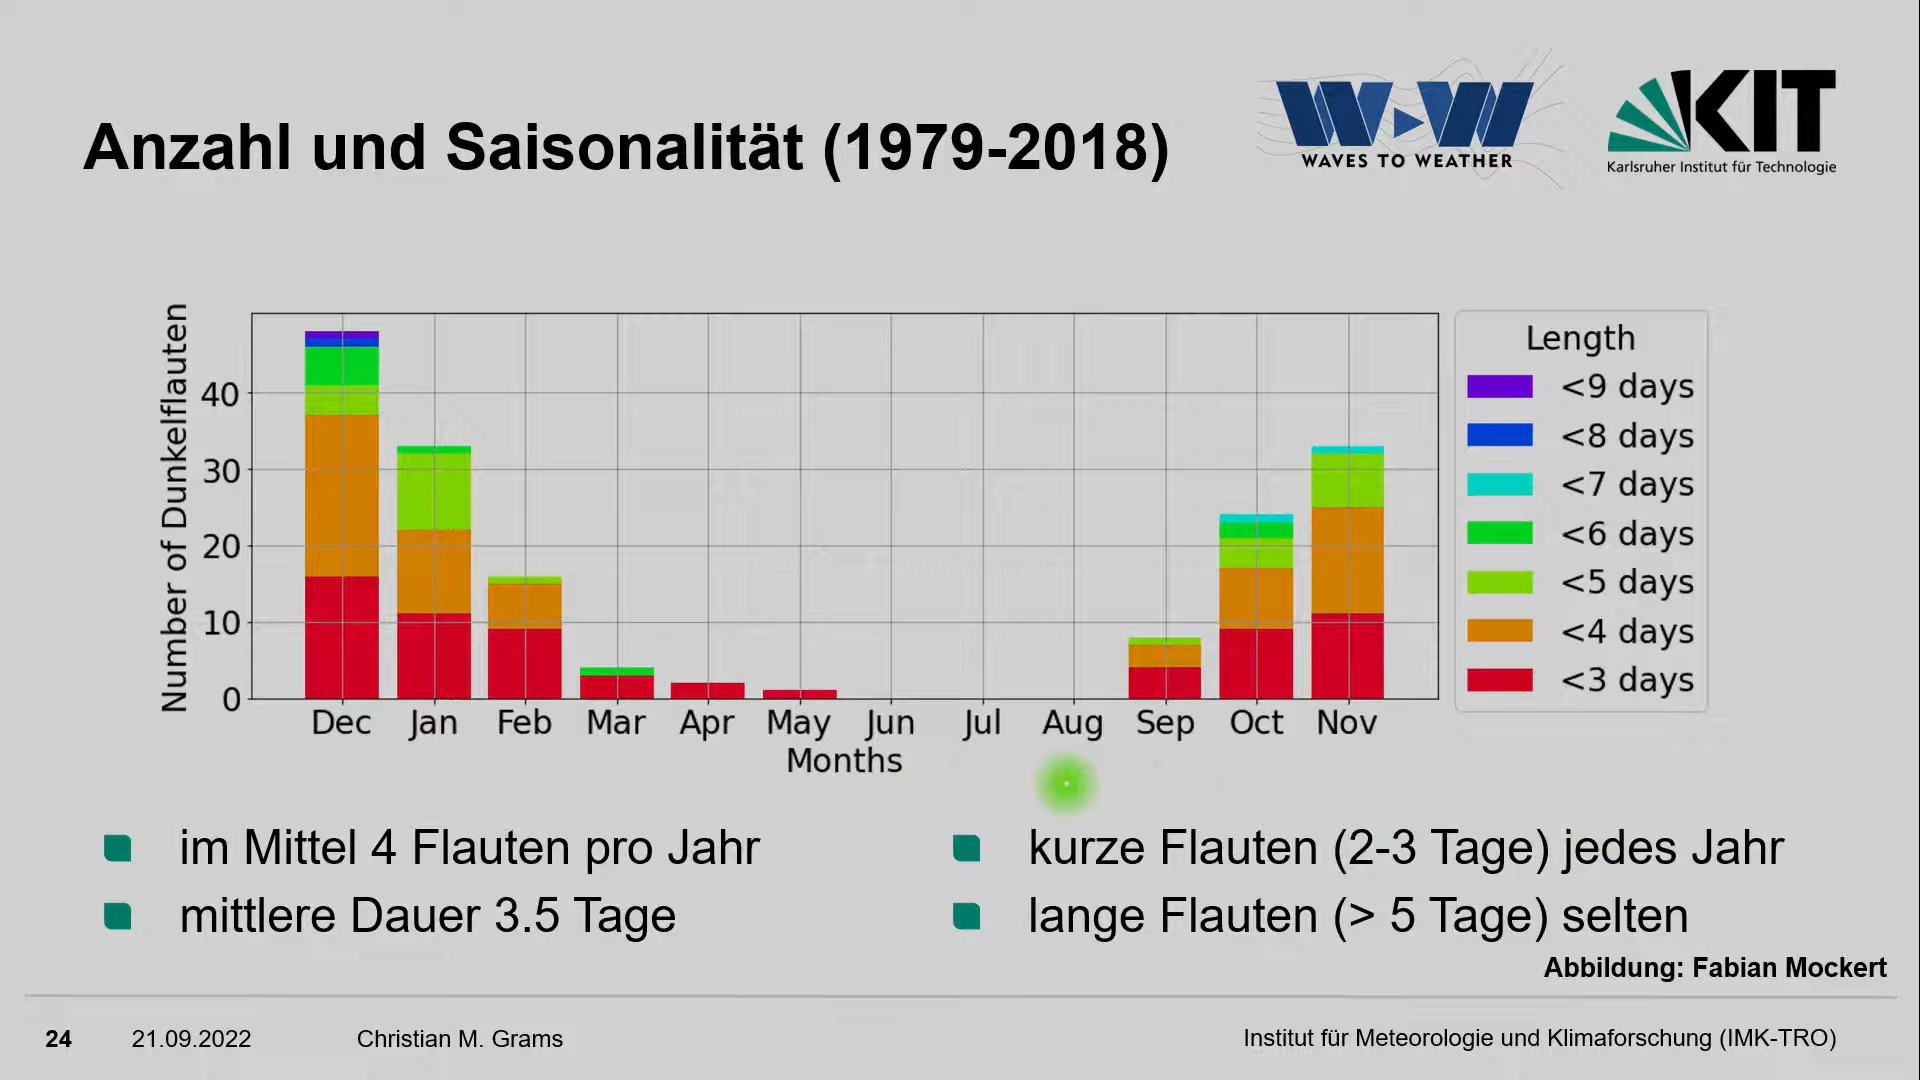 Anzahl und Saisonalität (1979-2018)
WAVES TO WEATHER
KIT
Karlsruher Institut für Technologie
Number of Dunkelflauten
40
30
20
10
0
Dec Jan Feb Mar Apr May Jun Jul Aug Sep Oct Nov
Months
Length
<9 days
<8 days
<7 days
<6 days
<5 days
<4 days
<3 days
im Mittel 4 Flauten pro Jahr
mittlere Dauer 3.5 Tage
kurze Flauten (2-3 Tage) jedes Jahr
lange Flauten (> 5 Tage) selten
Abbildung: Fabian Mockert
24 21.09.2022 Christian M. Grams Institut für Meteorologie und Klimaforschung (IMK-TRO)